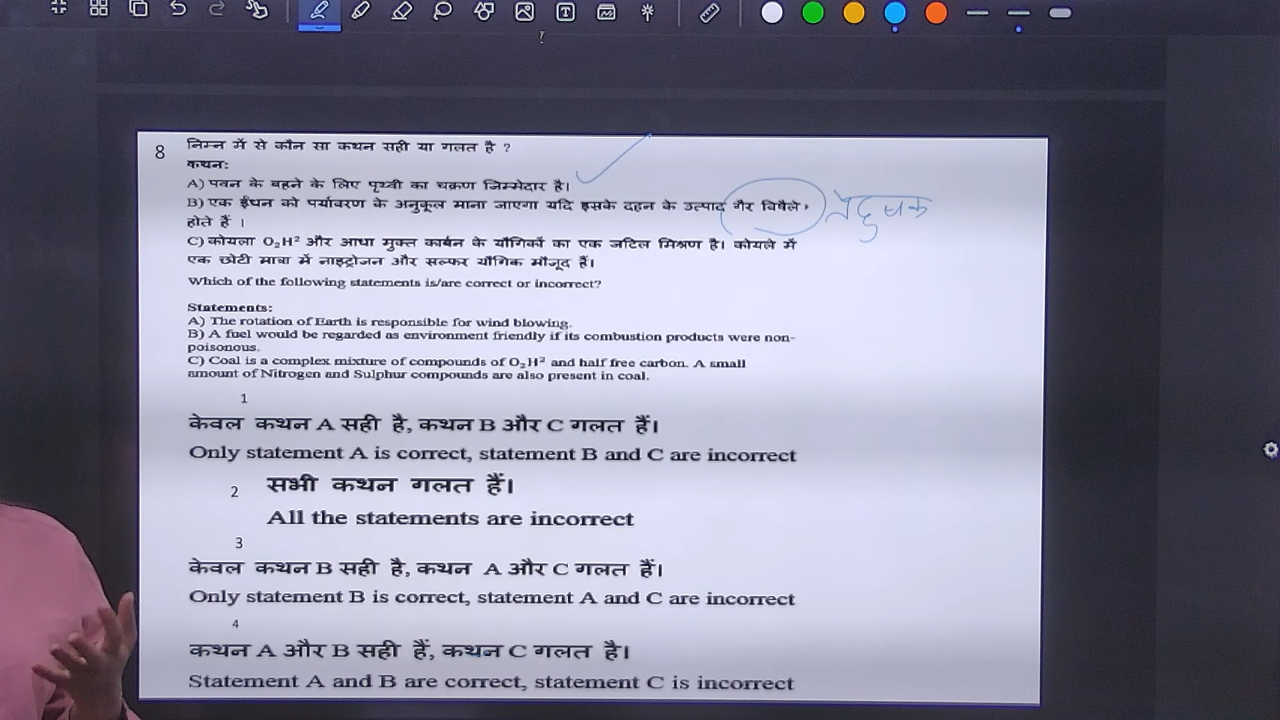 8
निम्न में से कौन सा कथन सही या गलत है ?
कथन:
A) पवन के बहने के लिए पृथ्वी का चक्रण जिम्मेदार है।
B) एक ईंधन को पर्यावरण के अनुकूल माना जाएगा यदि इसके दहन के उत्पाद गैर विषैले
होते हैं ।
C) कोयला O₂H² और आधा मुक्त कार्बन के यौगिकों का एक जटिल मिश्रण है। कोयले में
एक छोटी मात्रा में नाइट्रोजन और सल्फर यौगिक मौजूद हैं।
Which of the following statements is/are correct or incorrect?
Statements:
A) The rotation of Earth is responsible for wind blowing.
B) A fuel would be regarded as environment friendly if its combustion products were non-
poisonous.
C) Coal is a complex mixture of compounds of O₂H² and half free carbon. A small
amount of Nitrogen and Sulphur compounds are also present in coal.
1
केवल कथन A सही है, कथन B और C गलत हैं।
Only statement A is correct, statement B and C are incorrect
2 सभी कथन गलत हैं।
All the statements are incorrect
3
केवल कथन B सही है, कथन A और C गलत हैं।
Only statement B is correct, statement A and C are incorrect
4
कथन A और B सही हैं, कथन C गलत है।
Statement A and B are correct, statement C is incorrect